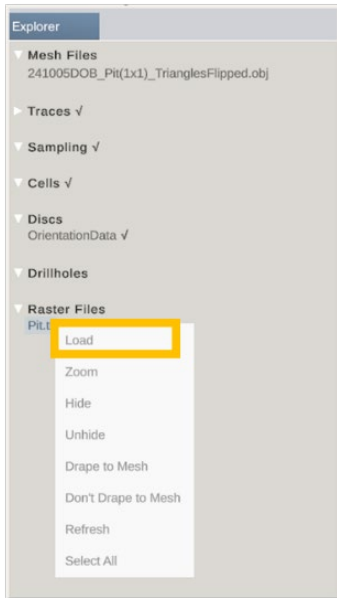 Explorer
Mesh Files
241005DOB_Pit(1x1)_TrianglesFlipped.obj
Traces √
Sampling √
Cells √
Discs
OrientationData √
Drillholes
Raster Files
Pit.t
Load
Zoom
Hide
Unhide
Drape to Mesh
Don't Drape to Mesh
Refresh
Select All